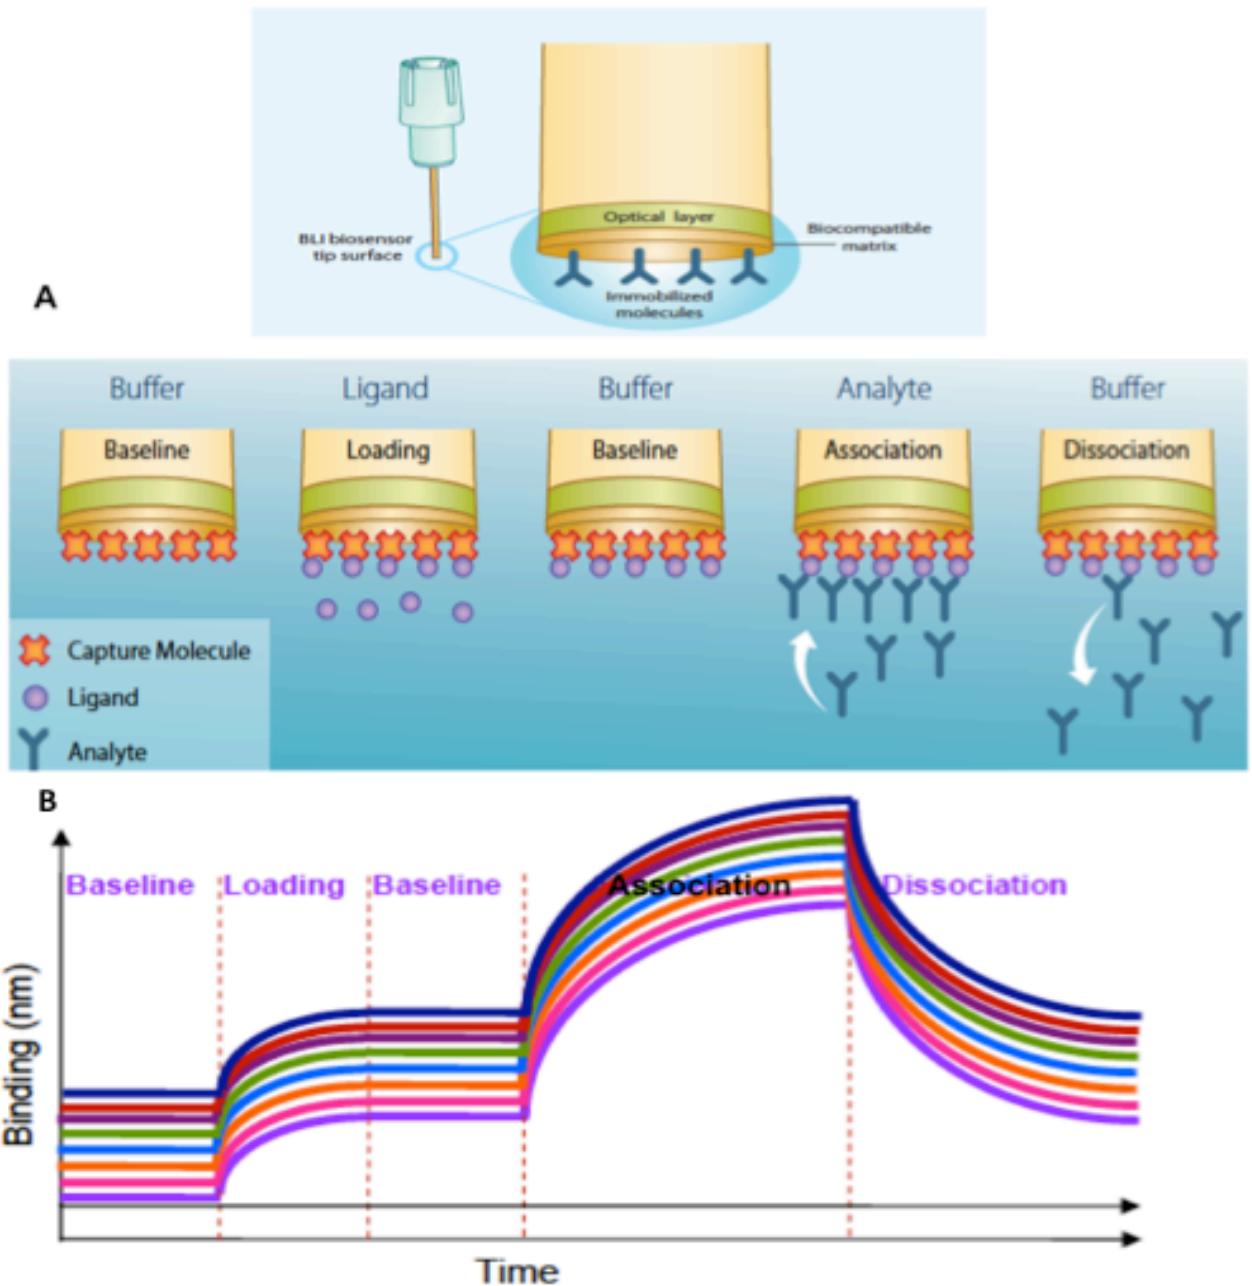 Optical layer
BLI biosensor
tip surface
Biocompatible
matrix
Immobilized
molecules
A
Buffer
Ligand
Buffer
Analyte
Buffer
Baseline
Loading
Baseline
Association
Dissociation
Capture Molecule
Ligand
Analyte
B
Baseline
Loading
Baseline
Association
Dissociation
Binding (nm)
Time